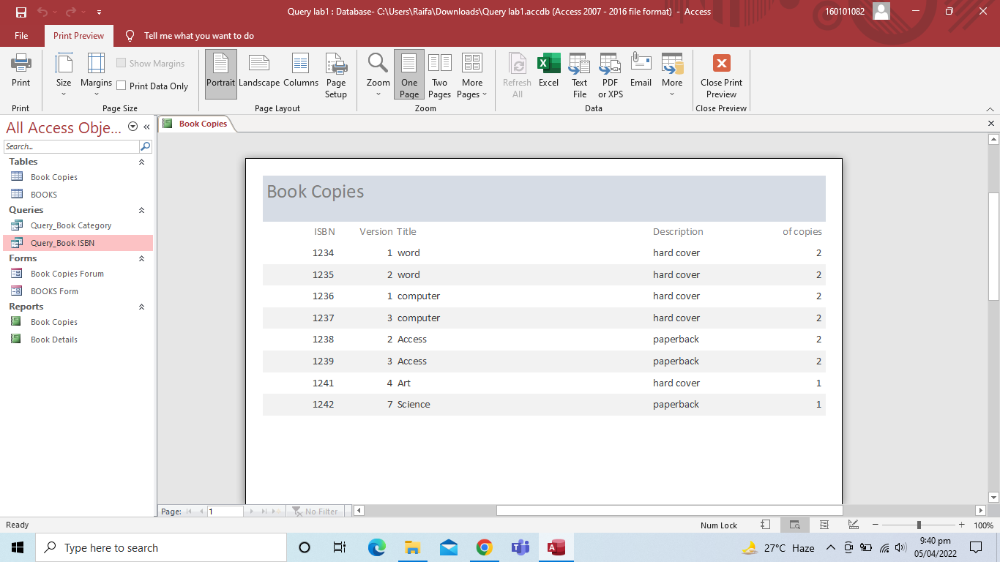 Query lab1 : Database- C:\Users\Raifa\Downloads\Query lab1.accdb (Access 2007 - 2016 file format) - Access
160101082
File
Print Preview
Tell me what you want to do
Print
Size
Margins
Show Margins
Print Data Only
Portrait
Landscape
Columns
Page Setup
Zoom
One Page
Two Pages
More Pages
Refresh All
Excel
Text File
PDF or XPS
Email
More
Close Print Preview
Print
Page Size
Page Layout
Zoom
Data
Close Preview
All Access Obje...
Search...
Tables
Book Copies
BOOKS
Queries
Query_Book Category
Query_Book ISBN
Forms
Book Copies Forum
BOOKS Form
Reports
Book Copies
Book Details
Book Copies
Book Copies
ISBN Version Title Description of copies
1234 1 word hard cover 2
1235 2 word hard cover 2
1236 1 computer hard cover 2
1237 3 computer hard cover 2
1238 2 Access paperback 2
1239 3 Access paperback 2
1241 4 Art hard cover 1
1242 7 Science paperback 1
Page: 1 No Filter
Ready
Num Lock
100%
Type here to search
27°C Haze
9:40 pm
05/04/2022